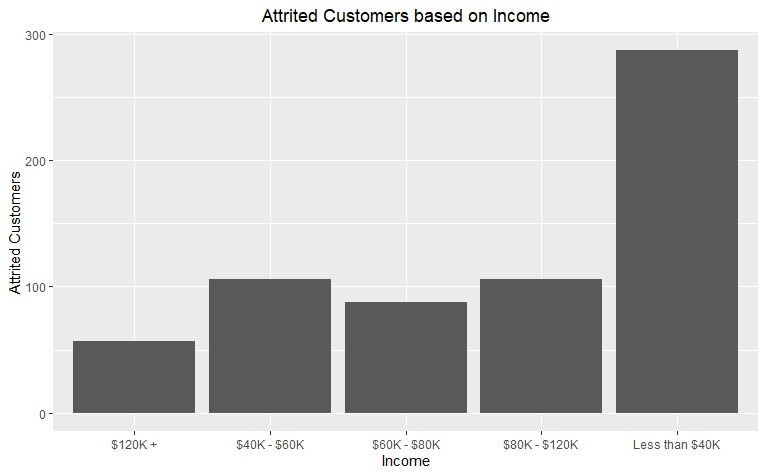 Attrited Customers based on Income
Attrited Customers
300
200
100
0
$120K +
$40K - $60K
$60K - $80K
$80K - $120K
Less than $40K
Income